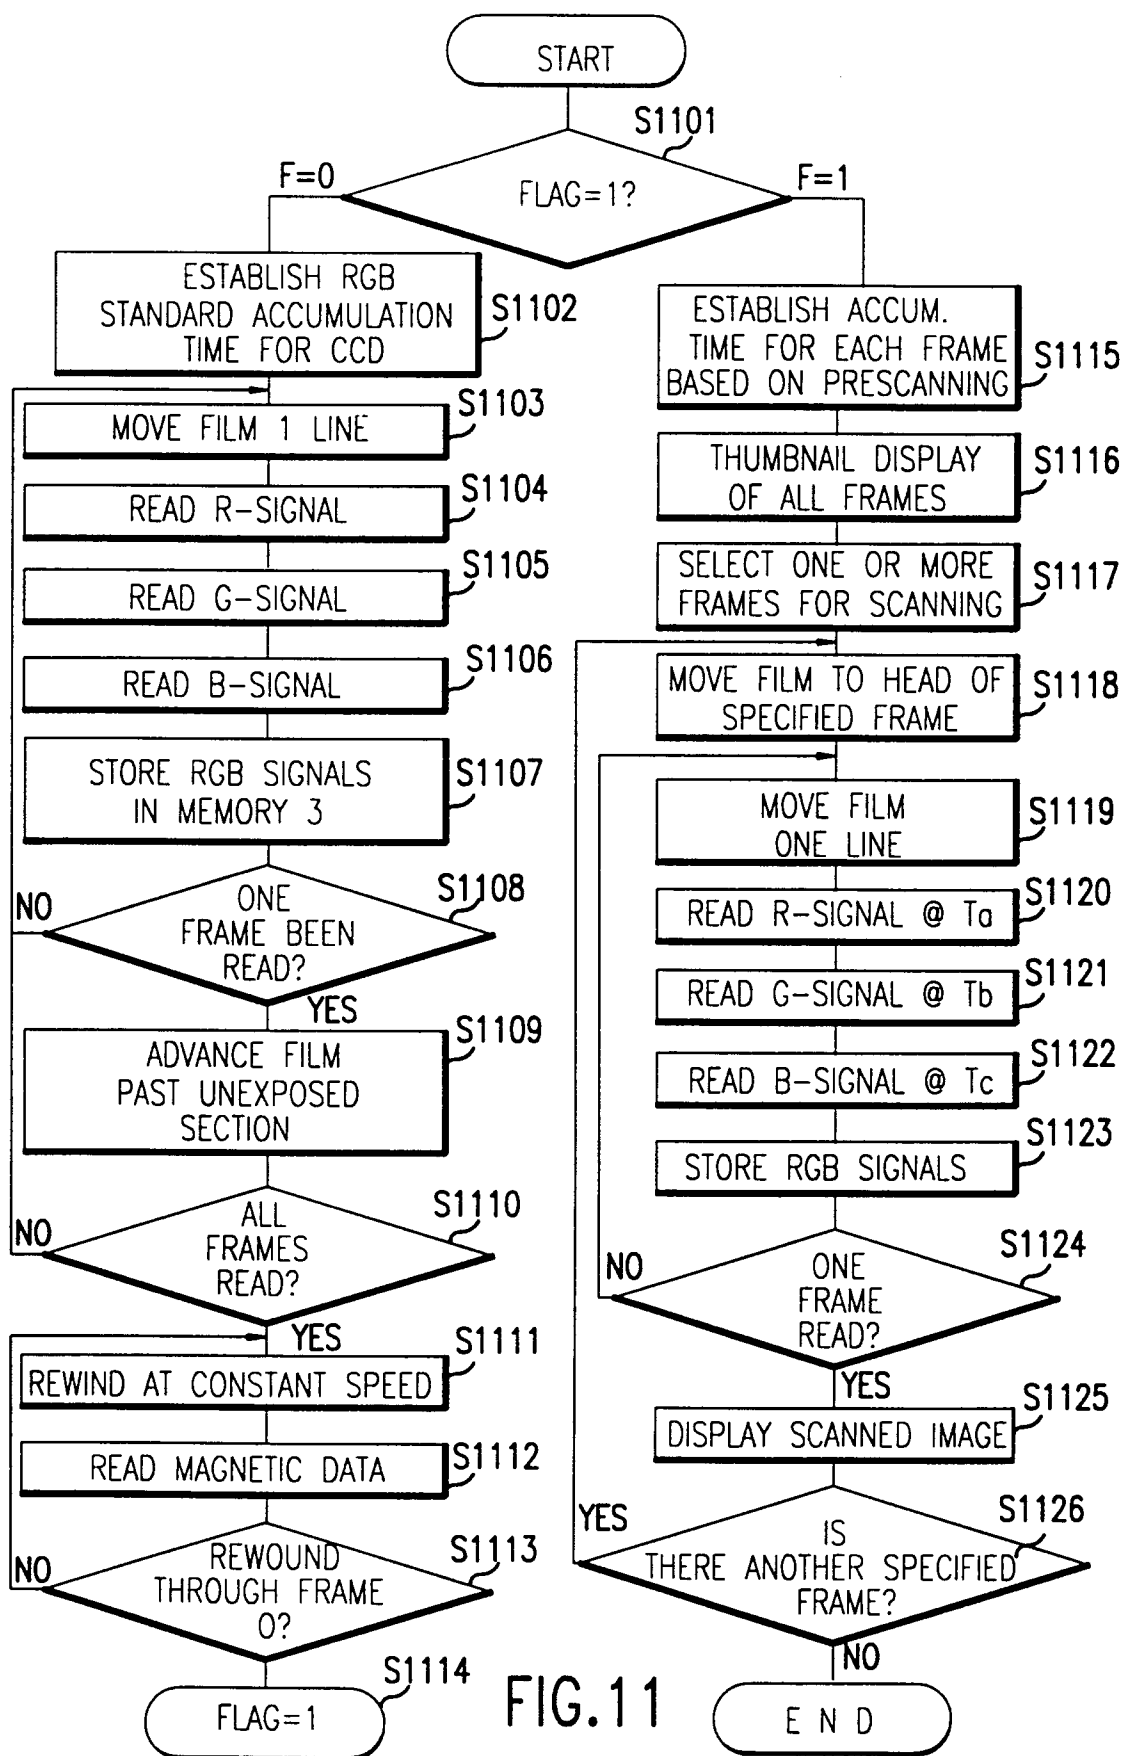 START
S1101
FLAG=1?
F=0
F=1
ESTABLISH RGB
STANDARD ACCUMULATION
TIME FOR CCD
S1102
MOVE FILM 1 LINE
S1103
READ R-SIGNAL
S1104
READ G-SIGNAL
S1105
READ B-SIGNAL
S1106
STORE RGB SIGNALS
IN MEMORY 3
S1107
ONE
FRAME BEEN
READ?
S1108
NO
YES
ADVANCE FILM
PAST UNEXPOSED
SECTION
S1109
ALL
FRAMES
READ?
S1110
NO
YES
REWIND AT CONSTANT SPEED
S1111
READ MAGNETIC DATA
S1112
REWOUND
THROUGH FRAME
0?
S1113
NO
FLAG=1
S1114
ESTABLISH ACCUM.
TIME FOR EACH FRAME
BASED ON PRESCANNING
S1115
THUMBNAIL DISPLAY
OF ALL FRAMES
S1116
SELECT ONE OR MORE
FRAMES FOR SCANNING
S1117
MOVE FILM TO HEAD OF
SPECIFIED FRAME
S1118
MOVE FILM
ONE LINE
S1119
READ R-SIGNAL @ Ta
S1120
READ G-SIGNAL @ Tb
S1121
READ B-SIGNAL @ Tc
S1122
STORE RGB SIGNALS
S1123
ONE
FRAME
READ?
S1124
NO
YES
DISPLAY SCANNED IMAGE
S1125
IS
THERE ANOTHER SPECIFIED
FRAME?
S1126
YES
NO
END
FIG.11